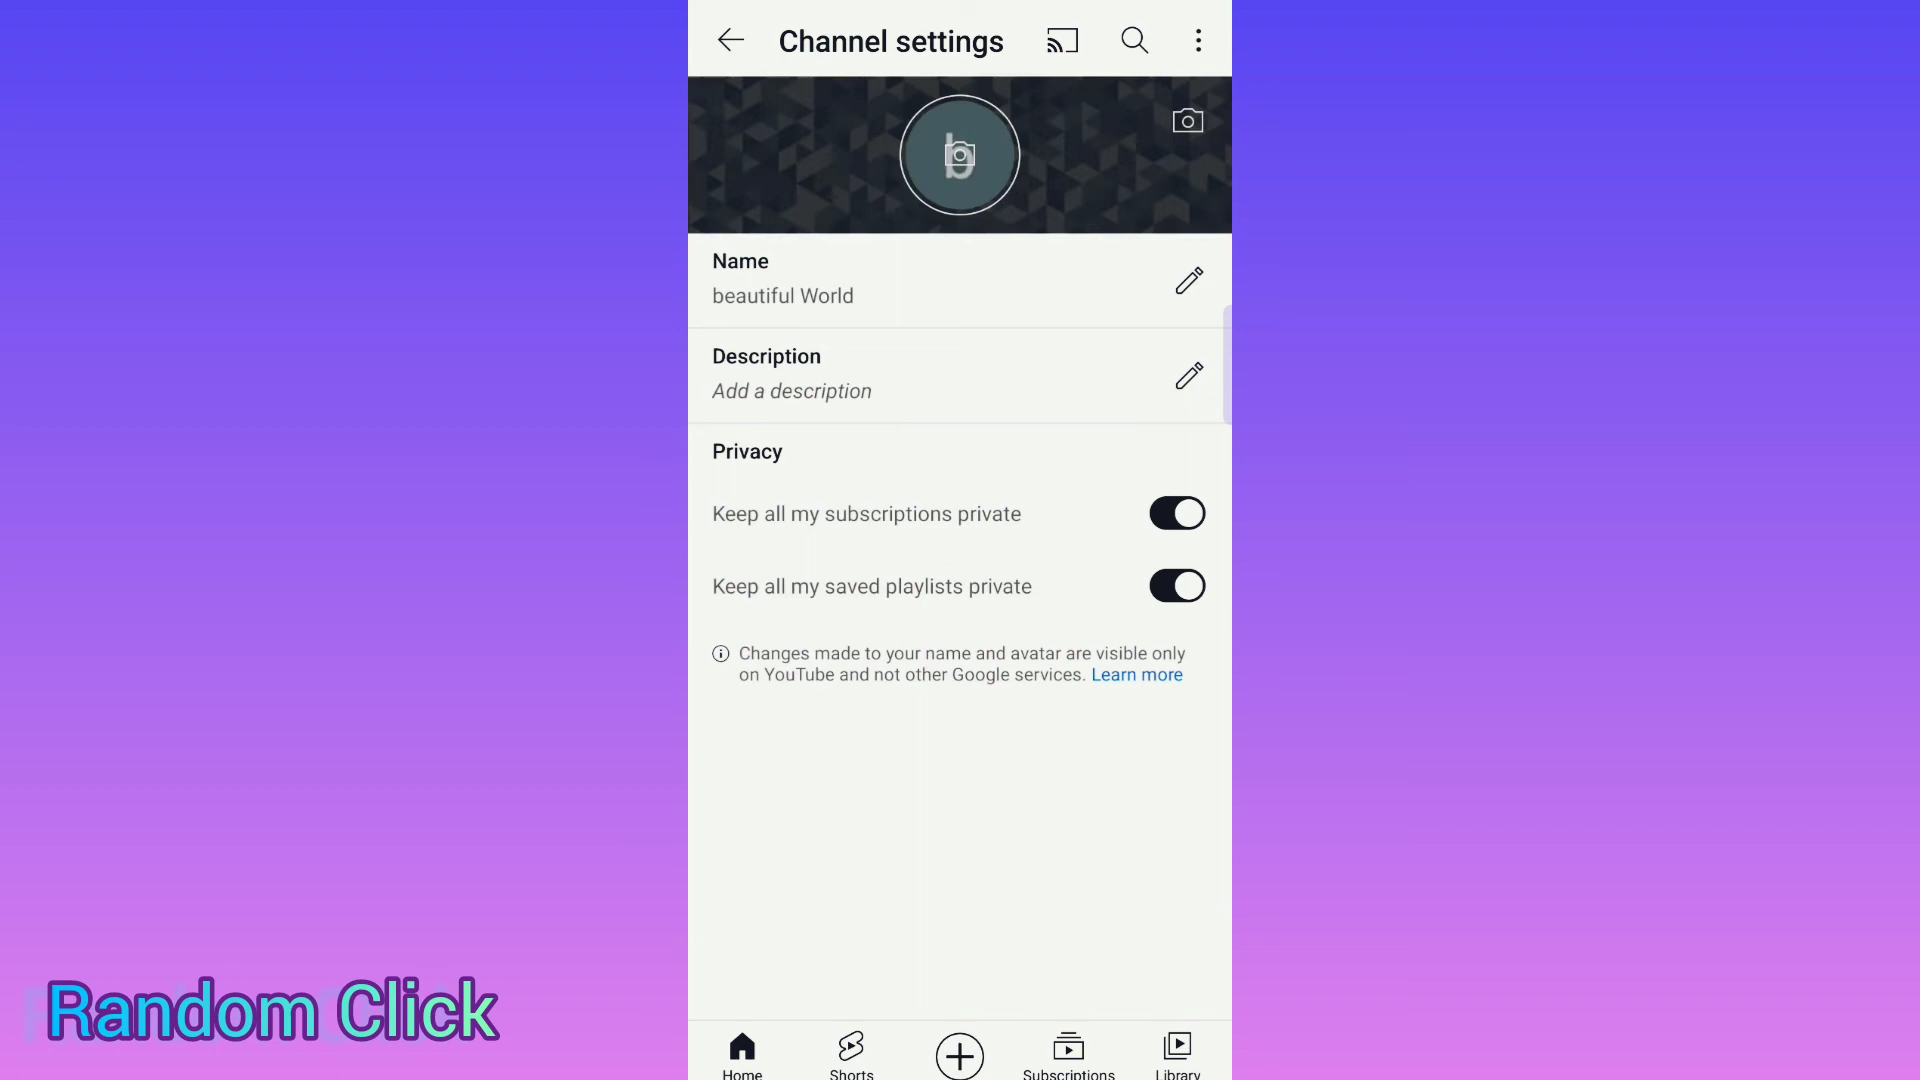 Channel settings
b
Name
beautiful World
Description
Add a description
Privacy
Keep all my subscriptions private
Keep all my saved playlists private
Changes made to your name and avatar are visible only
on YouTube and not other Google services. Learn more
Random Click
Home Shorts Subscriptions Library